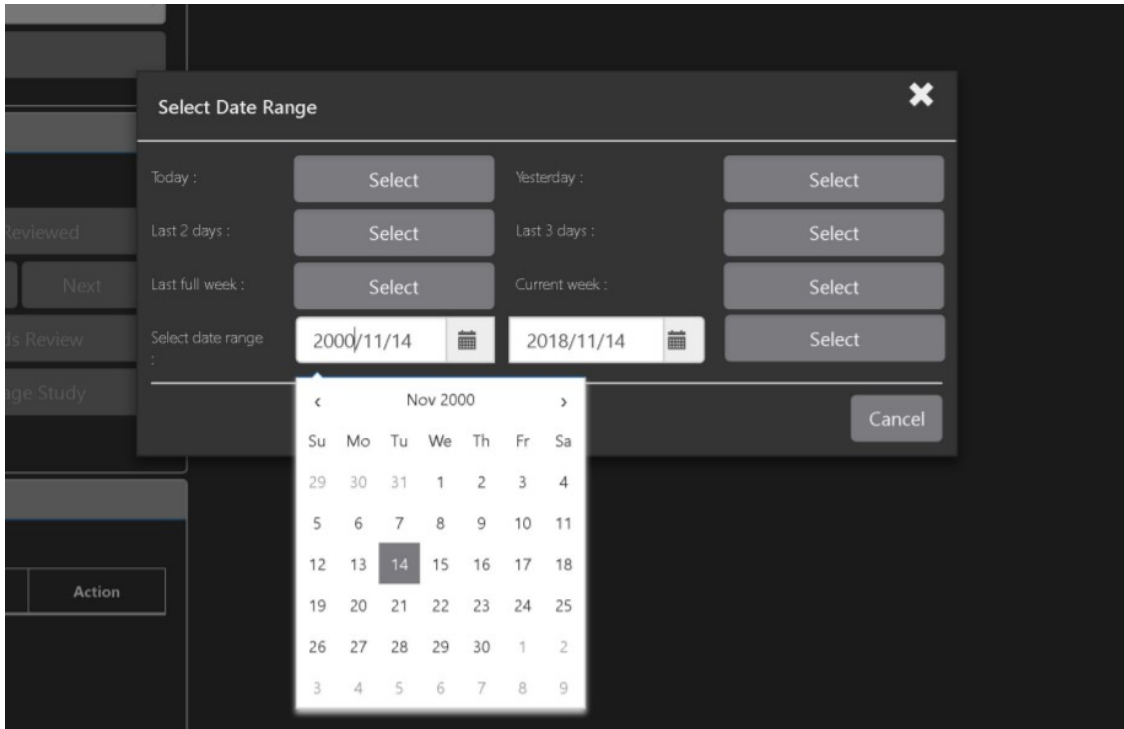 Select Date Range
Today : Select Yesterday : Select
Reviewed
Last 2 days : Select Last 3 days : Select
Next
Last full week : Select Current week : Select
ds Review
Select date range
: 2000/11/14 2018/11/14 Select
age Study
Cancel
‹ Nov 2000 ›
Su Mo Tu We Th Fr Sa
29 30 31 1 2 3 4
5 6 7 8 9 10 11
12 13 14 15 16 17 18
19 20 21 22 23 24 25
26 27 28 29 30 1 2
3 4 5 6 7 8 9
Action